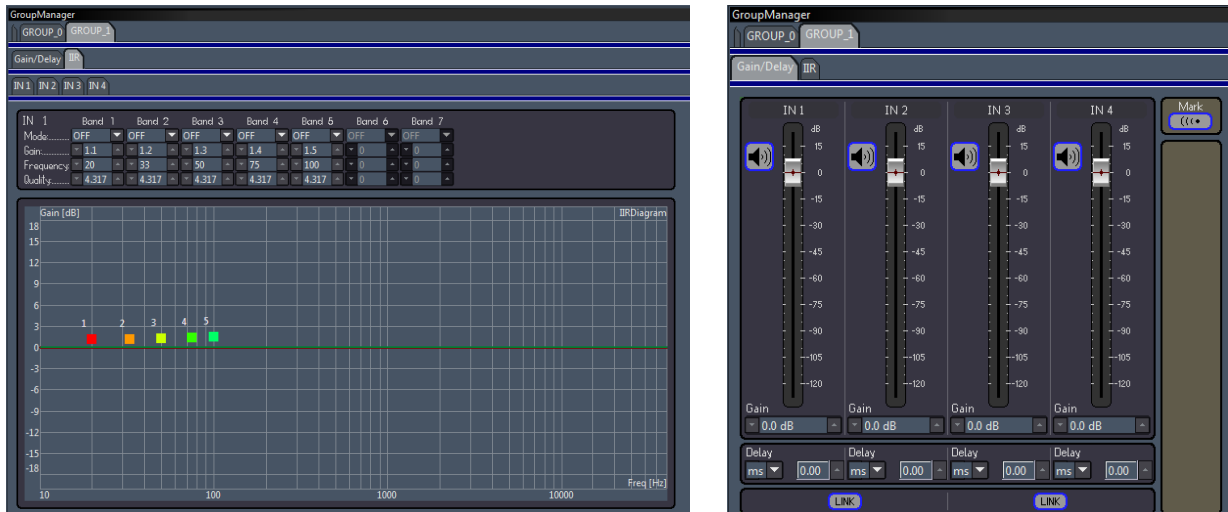 GroupManager
GROUP_0 GROUP_1
Gain/Delay IIR
IN 1 IN 2 IN 3 IN 4
IN 1 Band 1 Band 2 Band 3 Band 4 Band 5 Band 6 Band 7
Mode:....... OFF OFF OFF OFF OFF OFF OFF
Gain:........ 1.1 1.2 1.3 1.4 1.5 0 0
Frequency: 20 33 50 75 100 0 0
Quality....... 4.317 4.317 4.317 4.317 4.317 0 0
Gain [dB] IIRDiagram
18
15
12
9
6
3
0
-3
-6
-9
-12
-15
-18
1 2 3 4 5
Freq [Hz]
10 100 1000 10000
GroupManager
GROUP_0 GROUP_1
Gain/Delay IIR
IN 1 IN 2 IN 3 IN 4 Mark
dB dB dB dB
15 15 15 15
0 0 0 0
-15 -15 -15 -15
-30 -30 -30 -30
-45 -45 -45 -45
-60 -60 -60 -60
-75 -75 -75 -75
-90 -90 -90 -90
-105 -105 -105 -105
-120 -120 -120 -120
Gain Gain Gain Gain
0.0 dB 0.0 dB 0.0 dB 0.0 dB
Delay Delay Delay Delay
ms 0.00 ms 0.00 ms 0.00 ms 0.00
LINK LINK